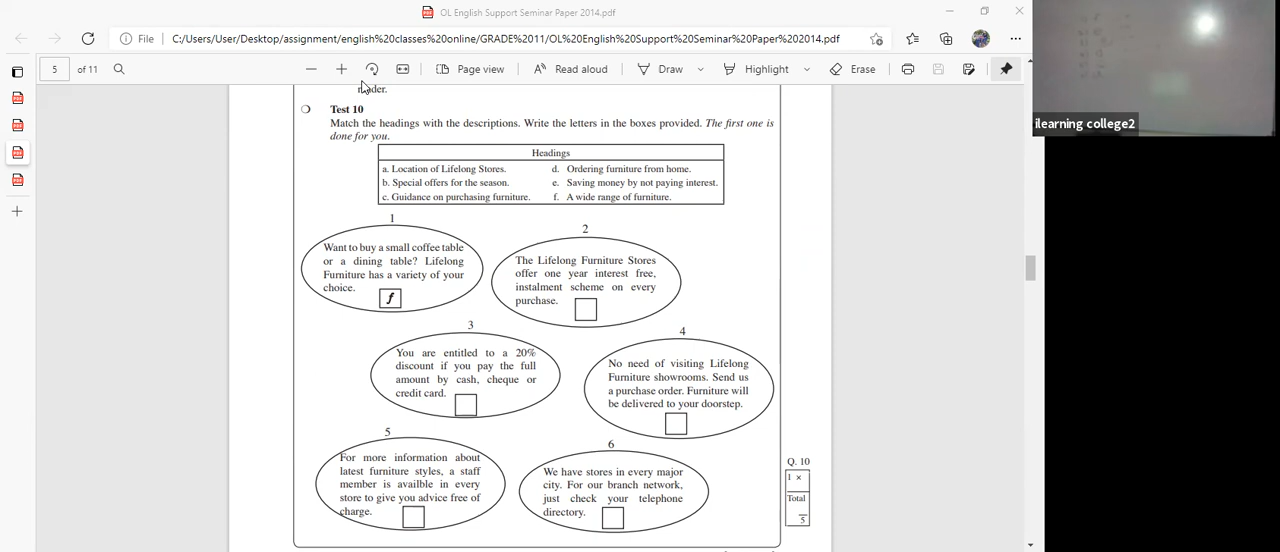 OL English Support Seminar Paper 2014.pdf
File
C:/Users/User/Desktop/assignment/english%20classes%20online/GRADE%2011/OL%20English%20Support%20Seminar%20Paper%202014.pdf
5 of 11
Page view
Read aloud
Draw
Highlight
Erase
ilearning college2
Test 10
Match the headings with the descriptions. Write the letters in the boxes provided. The first one is
done for you.
Headings
a. Location of Lifelong Stores.
b. Special offers for the season.
c. Guidance on purchasing furniture.
d. Ordering furniture from home.
e. Saving money by not paying interest.
f. A wide range of furniture.
1
Want to buy a small coffee table
or a dining table? Lifelong
Furniture has a variety of your
choice.
f
2
The Lifelong Furniture Stores
offer one year interest free,
instalment scheme on every
purchase.
3
You are entitled to a 20%
discount if you pay the full
amount by cash, cheque or
credit card.
4
No need of visiting Lifelong
Furniture showrooms. Send us
a purchase order. Furniture will
be delivered to your doorstep.
5
For more information about
latest furniture styles, a staff
member is availble in every
store to give you advice free of
charge.
6
We have stores in every major
city. For our branch network,
just check your telephone
directory.
Q. 10
1 ×
Total
5